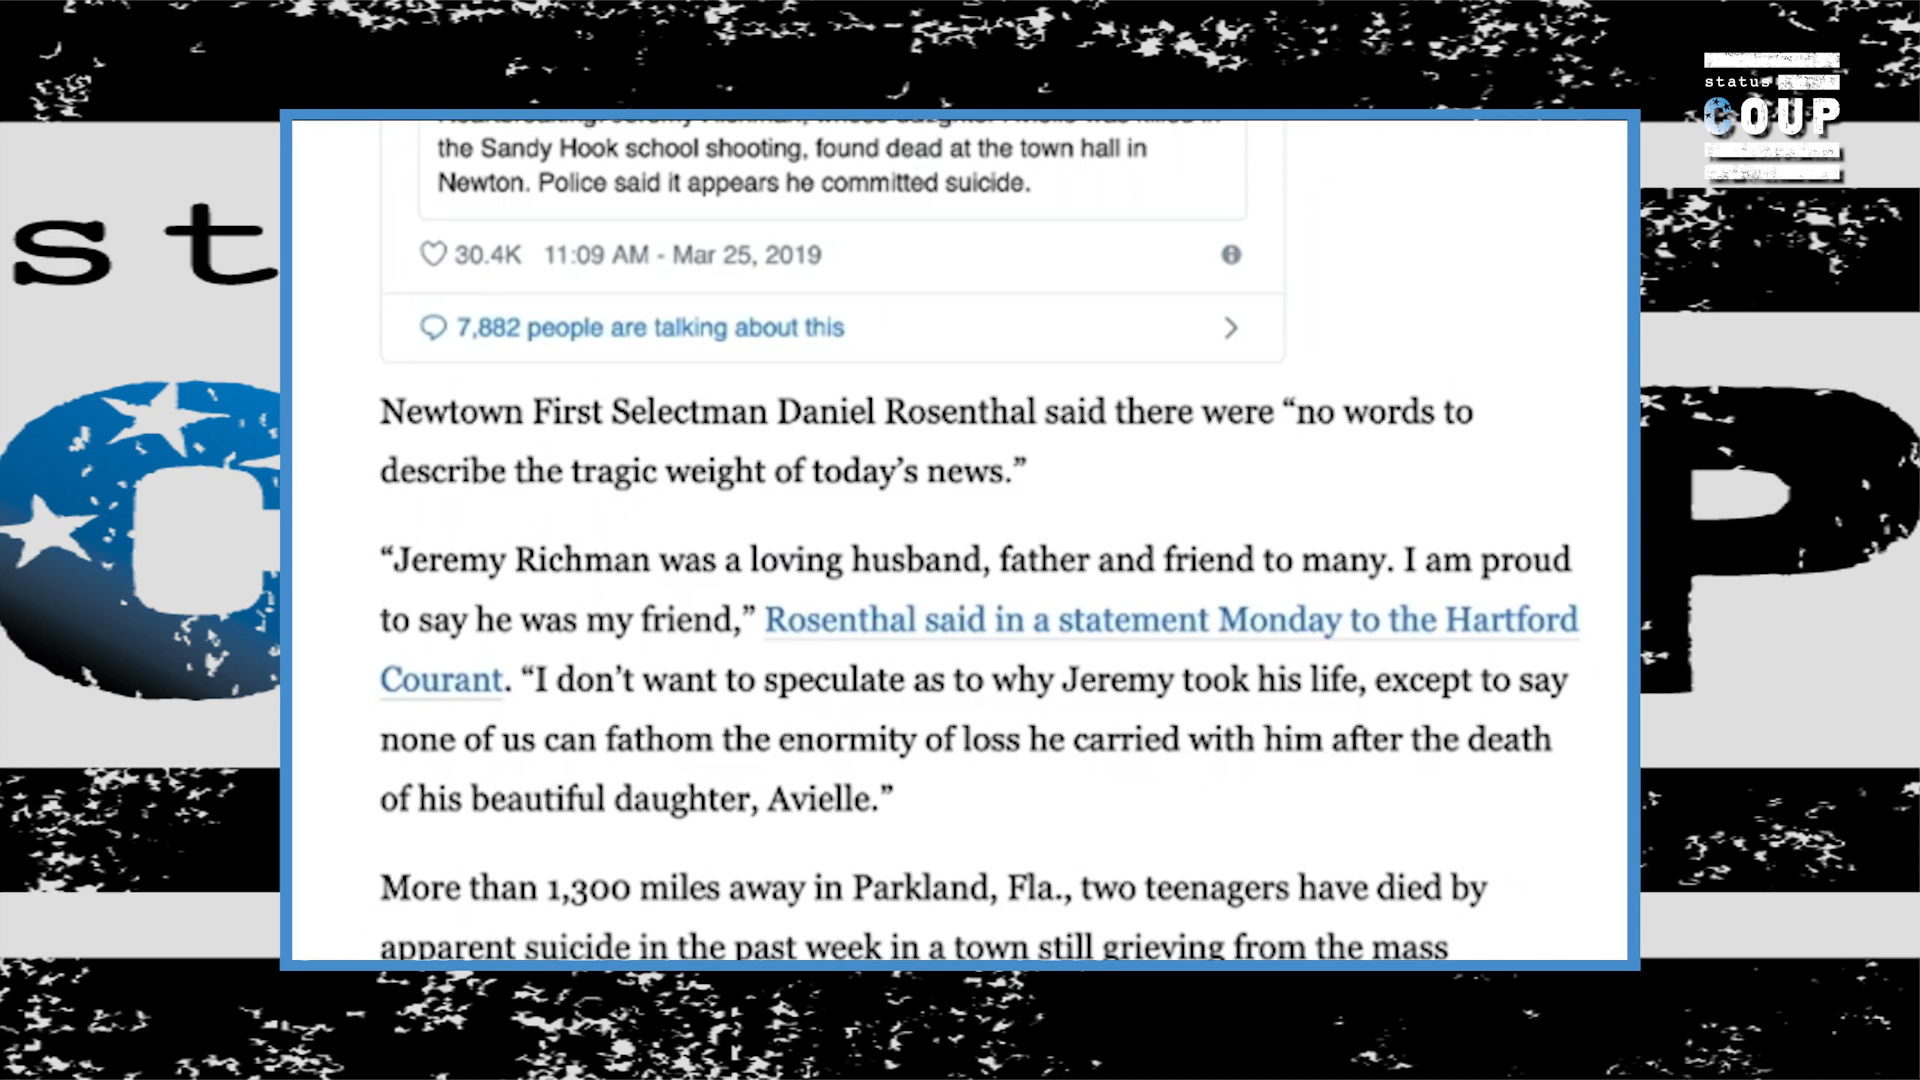 status
COUP
st
the Sandy Hook school shooting, found dead at the town hall in
Newton. Police said it appears he committed suicide.
30.4K 11:09 AM - Mar 25, 2019
7,882 people are talking about this
Newtown First Selectman Daniel Rosenthal said there were “no words to
describe the tragic weight of today’s news.”
“Jeremy Richman was a loving husband, father and friend to many. I am proud
to say he was my friend,” Rosenthal said in a statement Monday to the Hartford
Courant. “I don’t want to speculate as to why Jeremy took his life, except to say
none of us can fathom the enormity of loss he carried with him after the death
of his beautiful daughter, Avielle.”
More than 1,300 miles away in Parkland, Fla., two teenagers have died by
apparent suicide in the past week in a town still grieving from the mass
C P